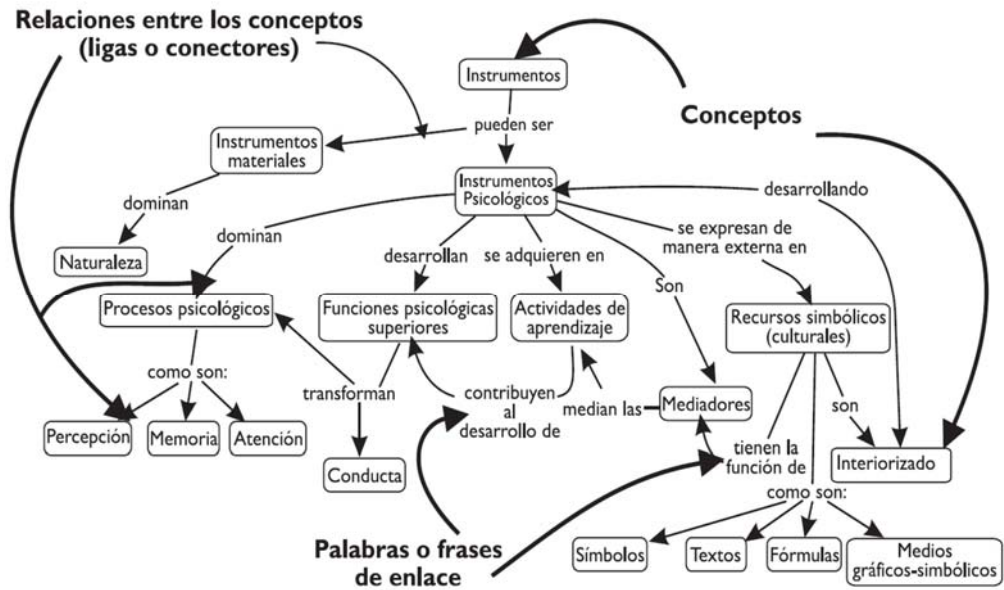 Relaciones entre los conceptos
(ligas o conectores)
Instrumentos
Conceptos
pueden ser
Instrumentos
materiales
Instrumentos
Psicológicos
desarrollando
dominan
dominan
se expresan de
manera externa en
Naturaleza
desarrollan
se adquieren en
Son
Procesos psicológicos
Funciones psicológicas
superiores
Actividades de
aprendizaje
Recursos simbólicos
(culturales)
como son:
transforman
contribuyen
al
desarrollo de
median las
Mediadores
son
Percepción
Memoria
Atención
tienen la
función de
Interiorizado
Conducta
como son:
Palabras o frases
de enlace
Símbolos
Textos
Fórmulas
Medios
gráficos-simbólicos